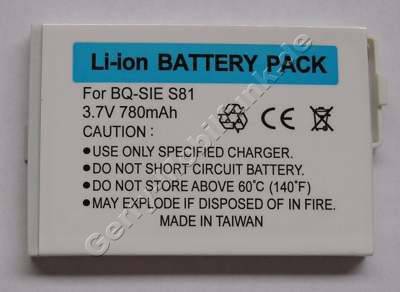 Li-ion BATTERY PACK
For BQ-SIE S81
3.7V 780mAh
CAUTION:
● USE ONLY SPECIFIED CHARGER.
● DO NOT SHORT CIRCUIT.
● DO NOT STORE ABOVE 60°C (140°F)
● MAY EXPLODE IF DISPOSED OF IN FIRE.
MADE IN TAIWAN